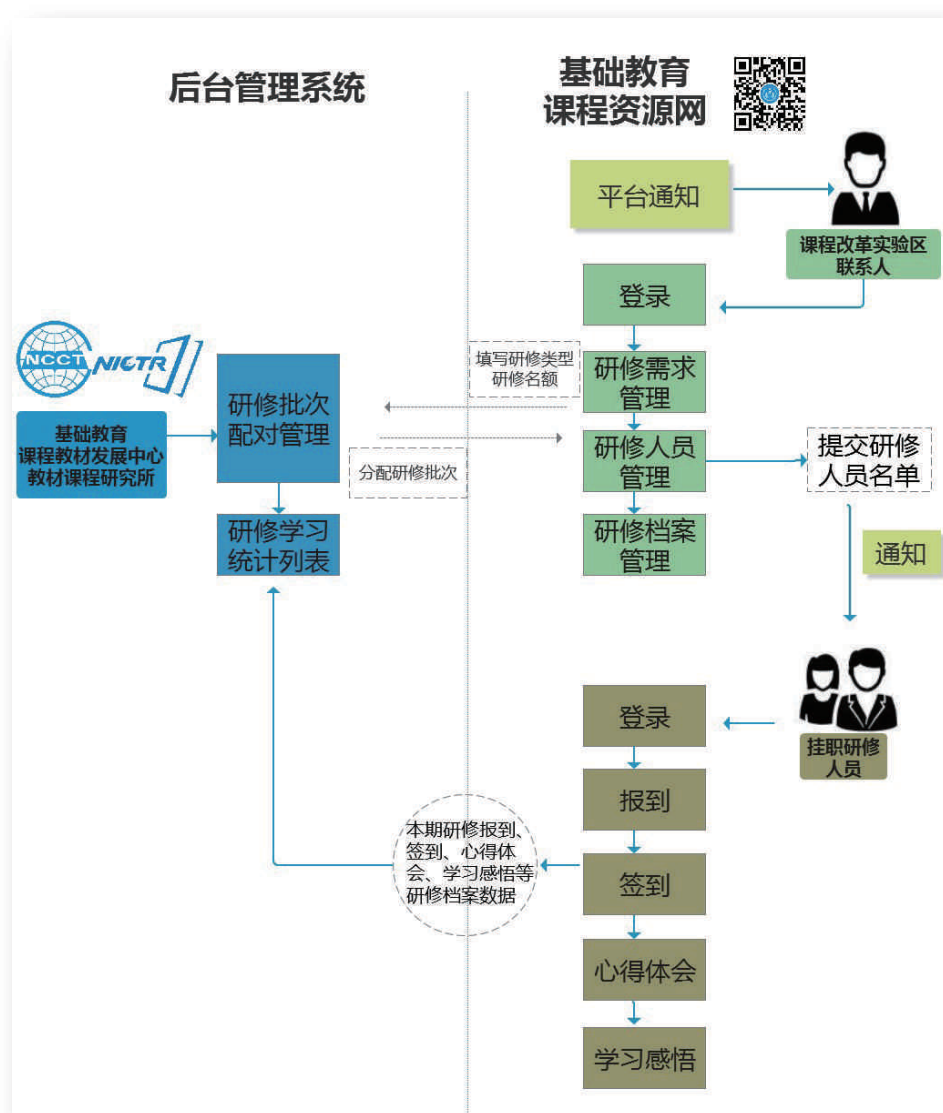 后台管理系统
基础教育
课程资源网
平台通知
课程改革实验区
联系人
登录
NCCT
NICTR
填写研修类型
研修名额
研修需求
管理
研修批次
配对管理
基础教育
课程教材发展中心
教材课程研究所
分配研修批次
研修人员
管理
提交研修
人员名单
研修学习
统计列表
研修档案
管理
通知
登录
挂职研修
人员
报到
本期研修报到、
签到、心得体
会、学习感悟等
研修档案数据
签到
心得体会
学习感悟